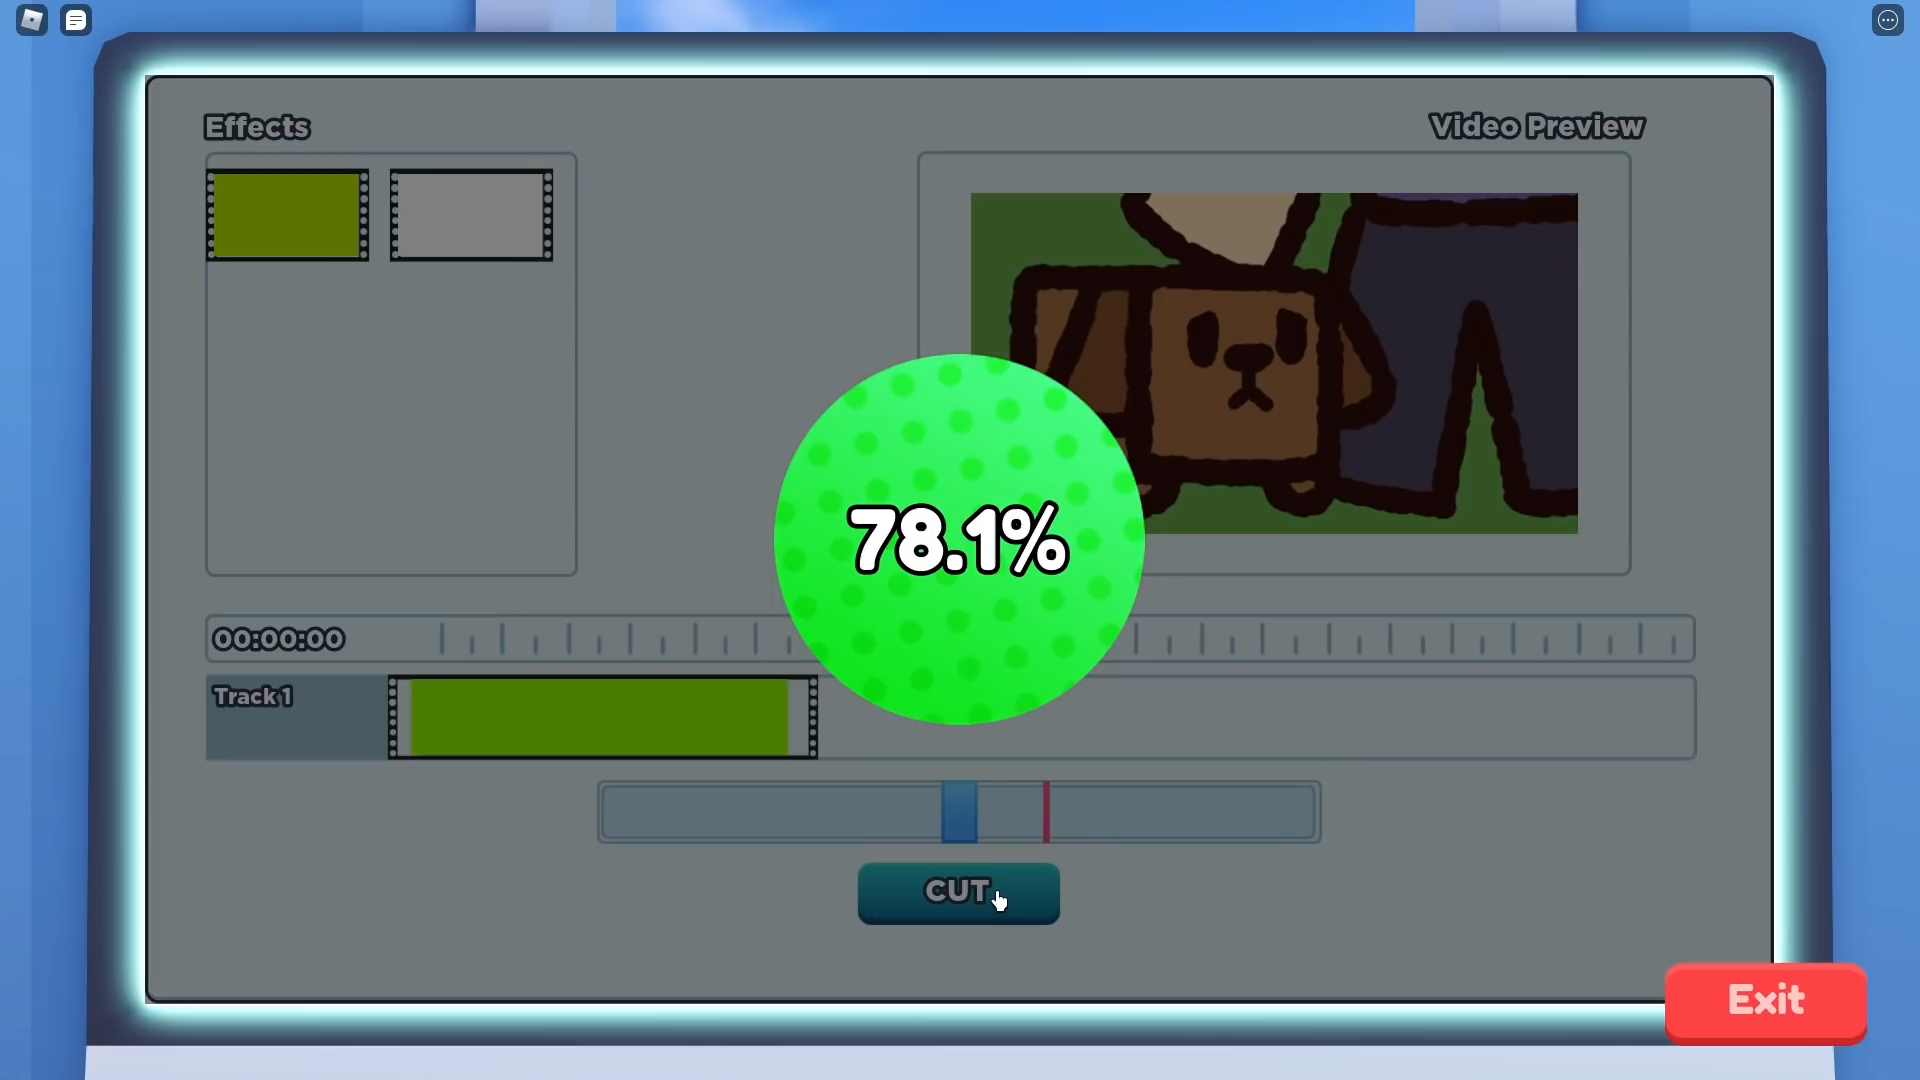 Effects
Video Preview
78.1%
00:00:00
Track 1
CUT
Exit